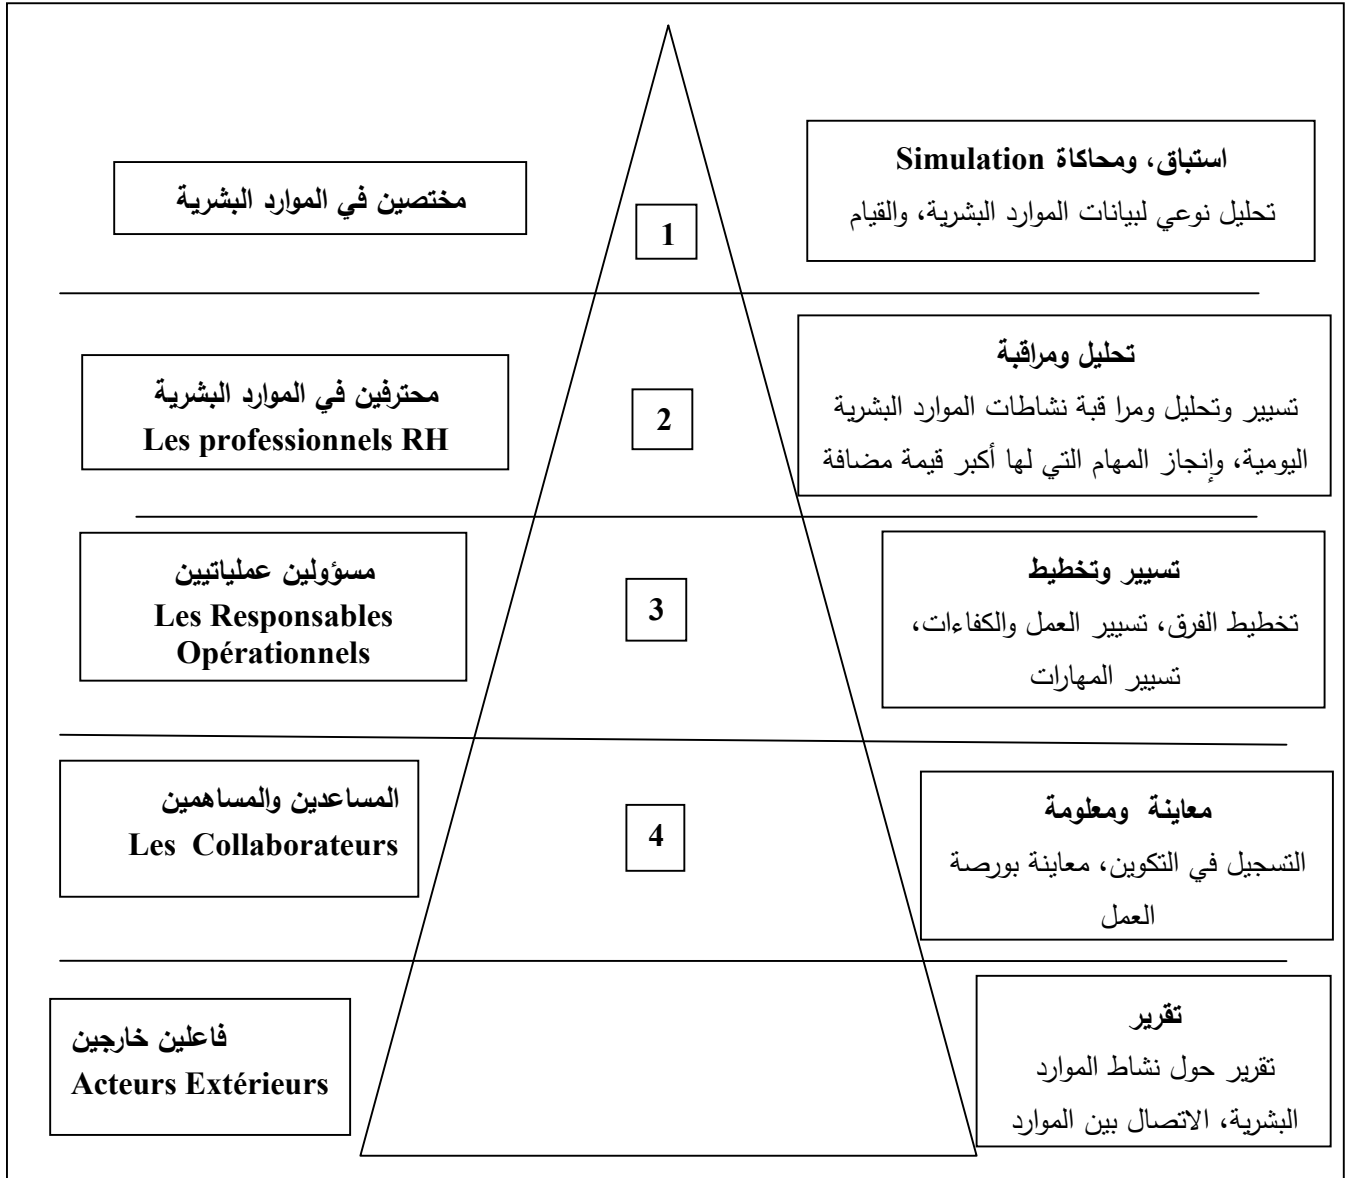 استباق، ومحاكاة Simulation
تحليل نوعي لبيانات الموارد البشرية، والقيام
1
مختصين في الموارد البشرية
تحليل ومراقبة
تسيير وتحليل ومرا قبة نشاطات الموارد البشرية
اليومية، وإنجاز المهام التي لها أكبر قيمة مضافة
2
محترفين في الموارد البشرية
Les professionnels RH
تسيير وتخطيط
تخطيط الفرق، تسيير العمل والكفاءات،
تسيير المهارات
3
مسؤولين عملياتيين
Les Responsables
Opérationnels
معاينة ومعلومة
التسجيل في التكوين، معاينة بورصة
العمل
4
المساعدين والمساهمين
Les Collaborateurs
تقرير
تقرير حول نشاط الموارد
البشرية، الاتصال بين الموارد
فاعلين خارجين
Acteurs Extérieurs